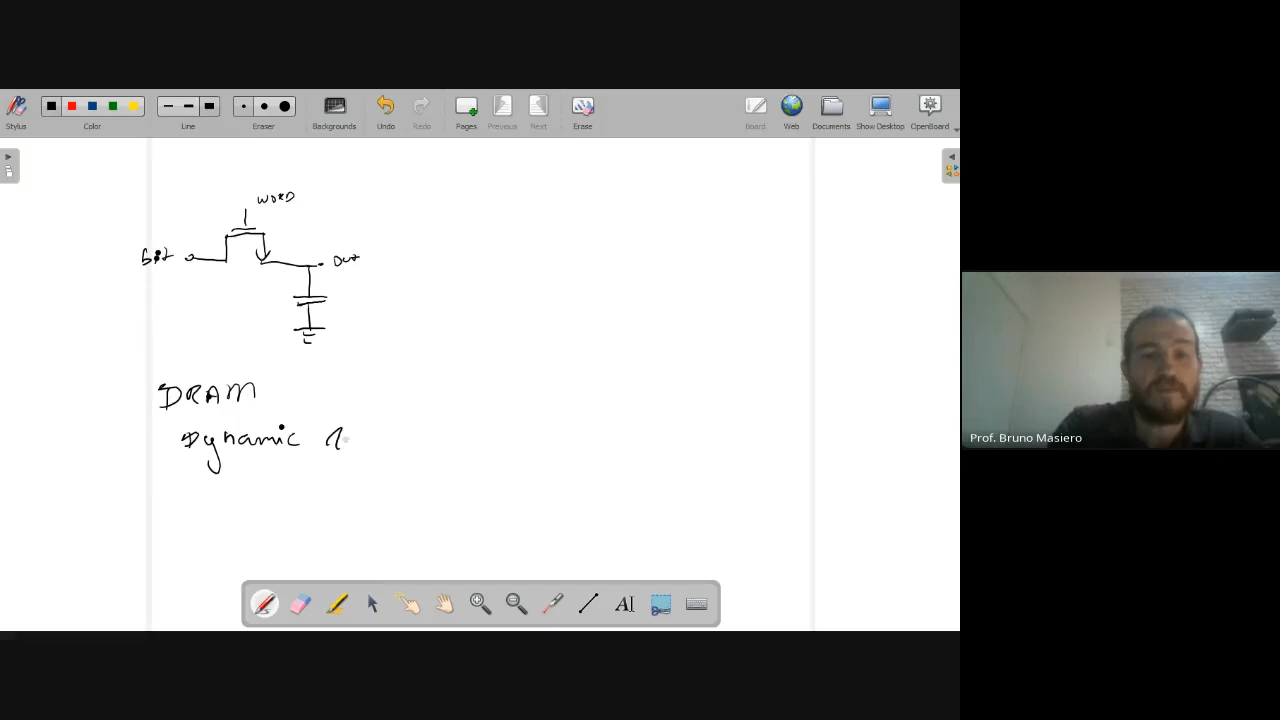 Stylus Color Line Eraser Backgrounds Undo Redo Pages Previous Next Erase Board Web Documents Show Desktop OpenBoard
WORD
bit
Out
DRAM
Dynamic
AI
Prof. Bruno Masiero